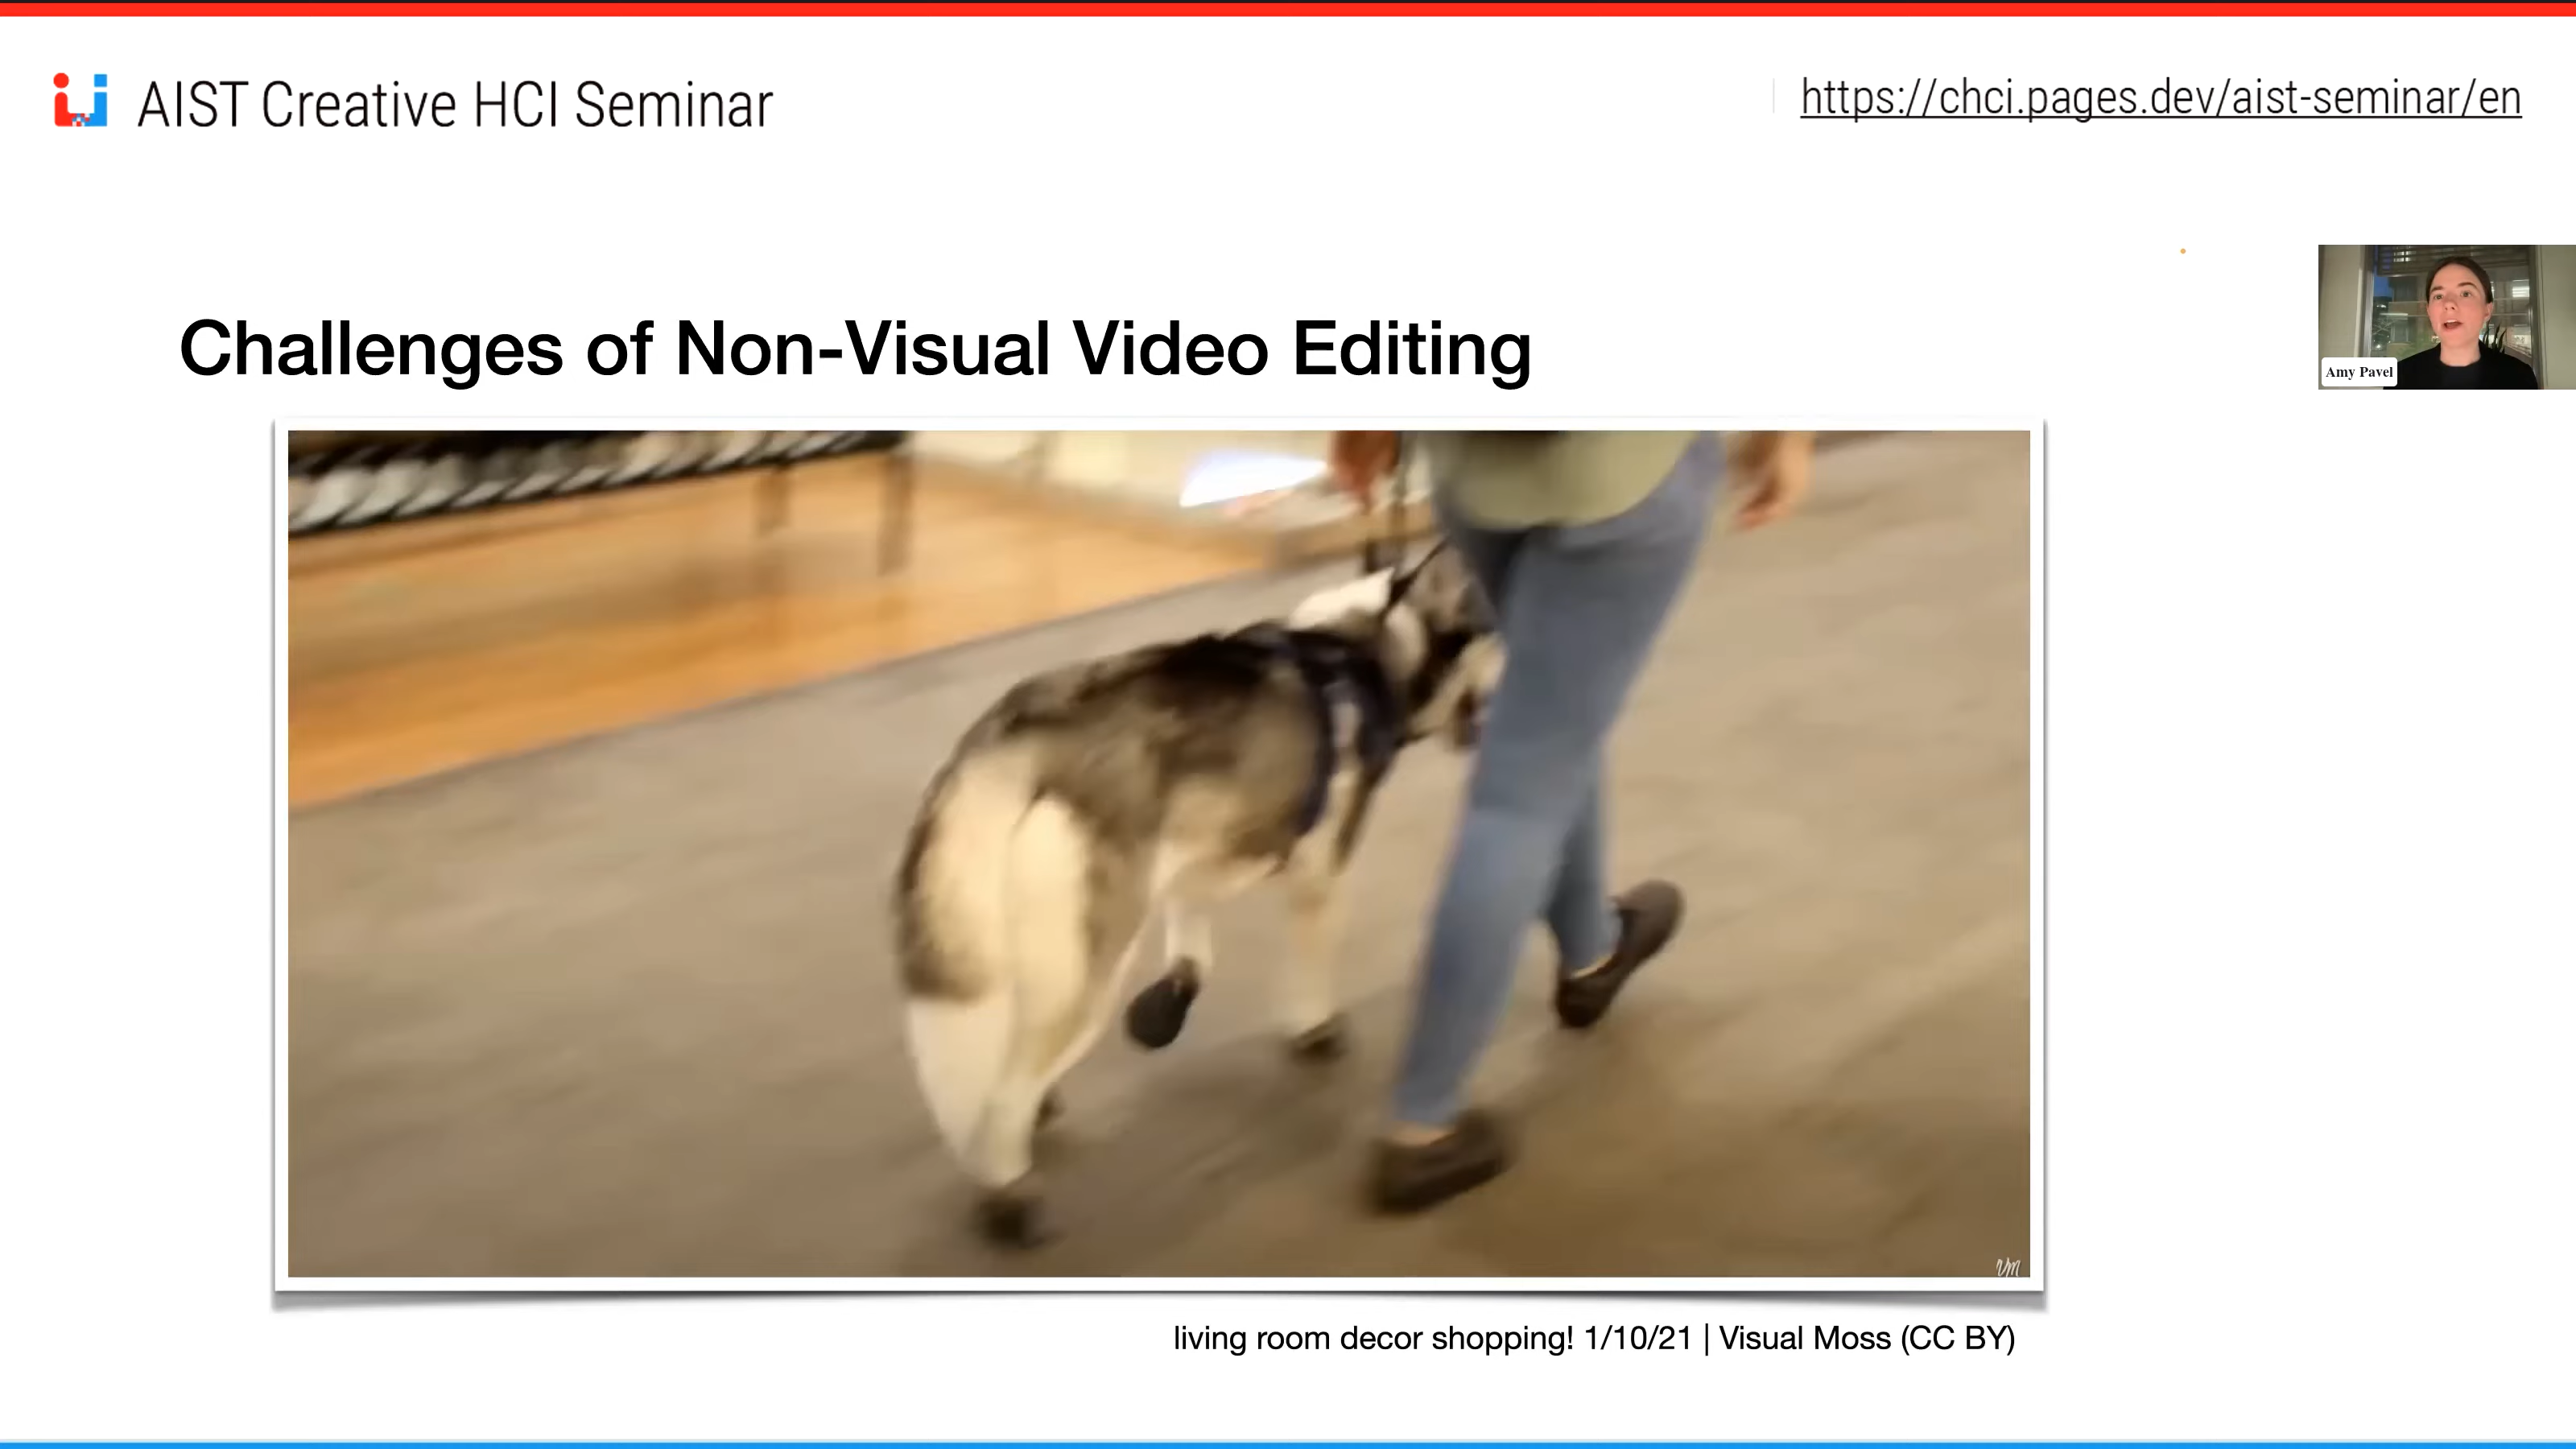 AIST Creative HCI Seminar
https://chci.pages.dev/aist-seminar/en
Challenges of Non-Visual Video Editing
Amy Pavel
vm
living room decor shopping! 1/10/21 | Visual Moss (CC BY)